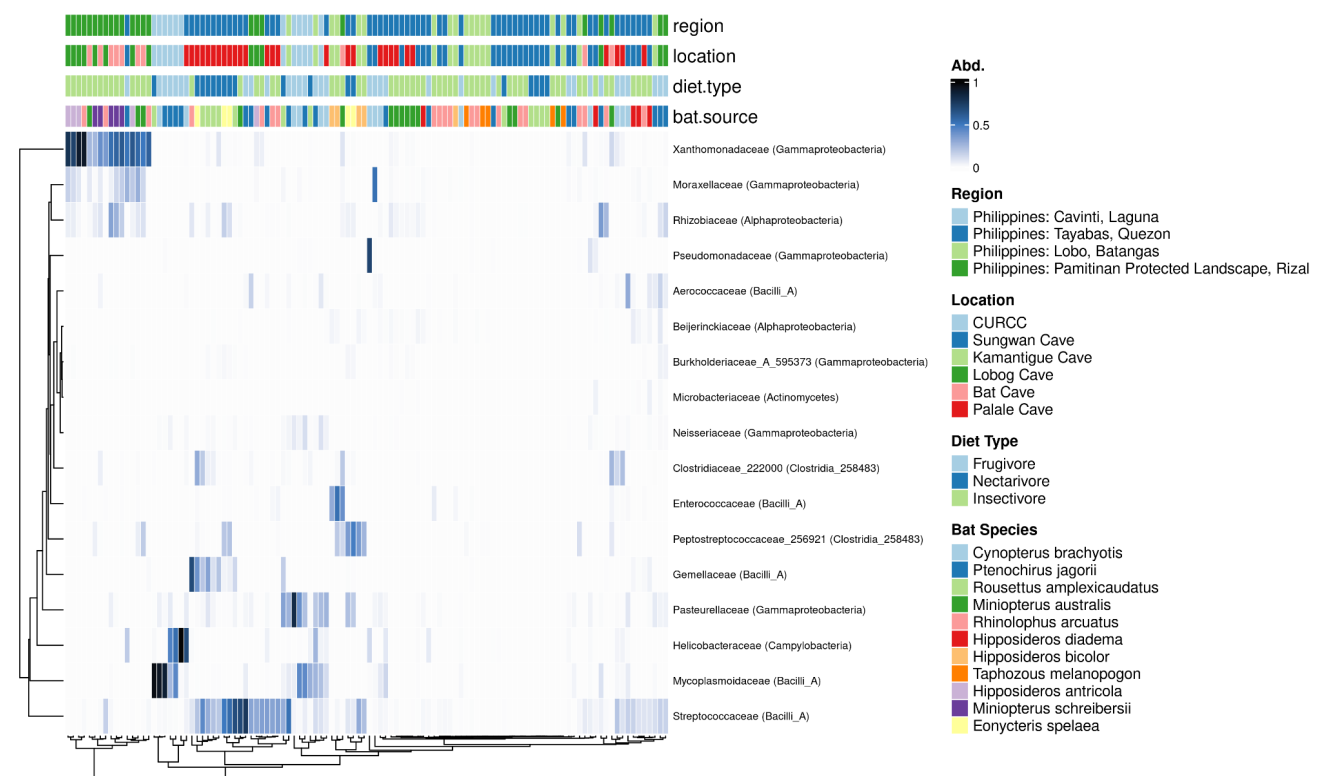 region
location
diet.type
bat.source
Xanthomonadaceae (Gammaproteobacteria)
Moraxellaceae (Gammaproteobacteria)
Rhizobiaceae (Alphaproteobacteria)
Pseudomonadaceae (Gammaproteobacteria)
Aerococcaceae (Bacilli_A)
Beijerinckiaceae (Alphaproteobacteria)
Burkholderiaceae_A_595373 (Gammaproteobacteria)
Microbacteriaceae (Actinomycetes)
Neisseriaceae (Gammaproteobacteria)
Clostridiaceae_222000 (Clostridia_258483)
Enterococcaceae (Bacilli_A)
Peptostreptococcaceae_256921 (Clostridia_258483)
Gemellaceae (Bacilli_A)
Pasteurellaceae (Gammaproteobacteria)
Helicobacteraceae (Campylobacteria)
Mycoplasmoidaceae (Bacilli_A)
Streptococcaceae (Bacilli_A)
Abd.
1
0.5
0
Region
Philippines: Cavinti, Laguna
Philippines: Tayabas, Quezon
Philippines: Lobo, Batangas
Philippines: Pamitinan Protected Landscape, Rizal
Location
CURCC
Sungwan Cave
Kamantigue Cave
Lobog Cave
Bat Cave
Palale Cave
Diet Type
Frugivore
Nectarivore
Insectivore
Bat Species
Cynopterus brachyotis
Ptenochirus jagorii
Rousettus amplexicaudatus
Miniopterus australis
Rhinolophus arcuatus
Hipposideros diadema
Hipposideros bicolor
Taphozous melanopogon
Hipposideros antricola
Miniopterus schreibersii
Eonycteris spelaea